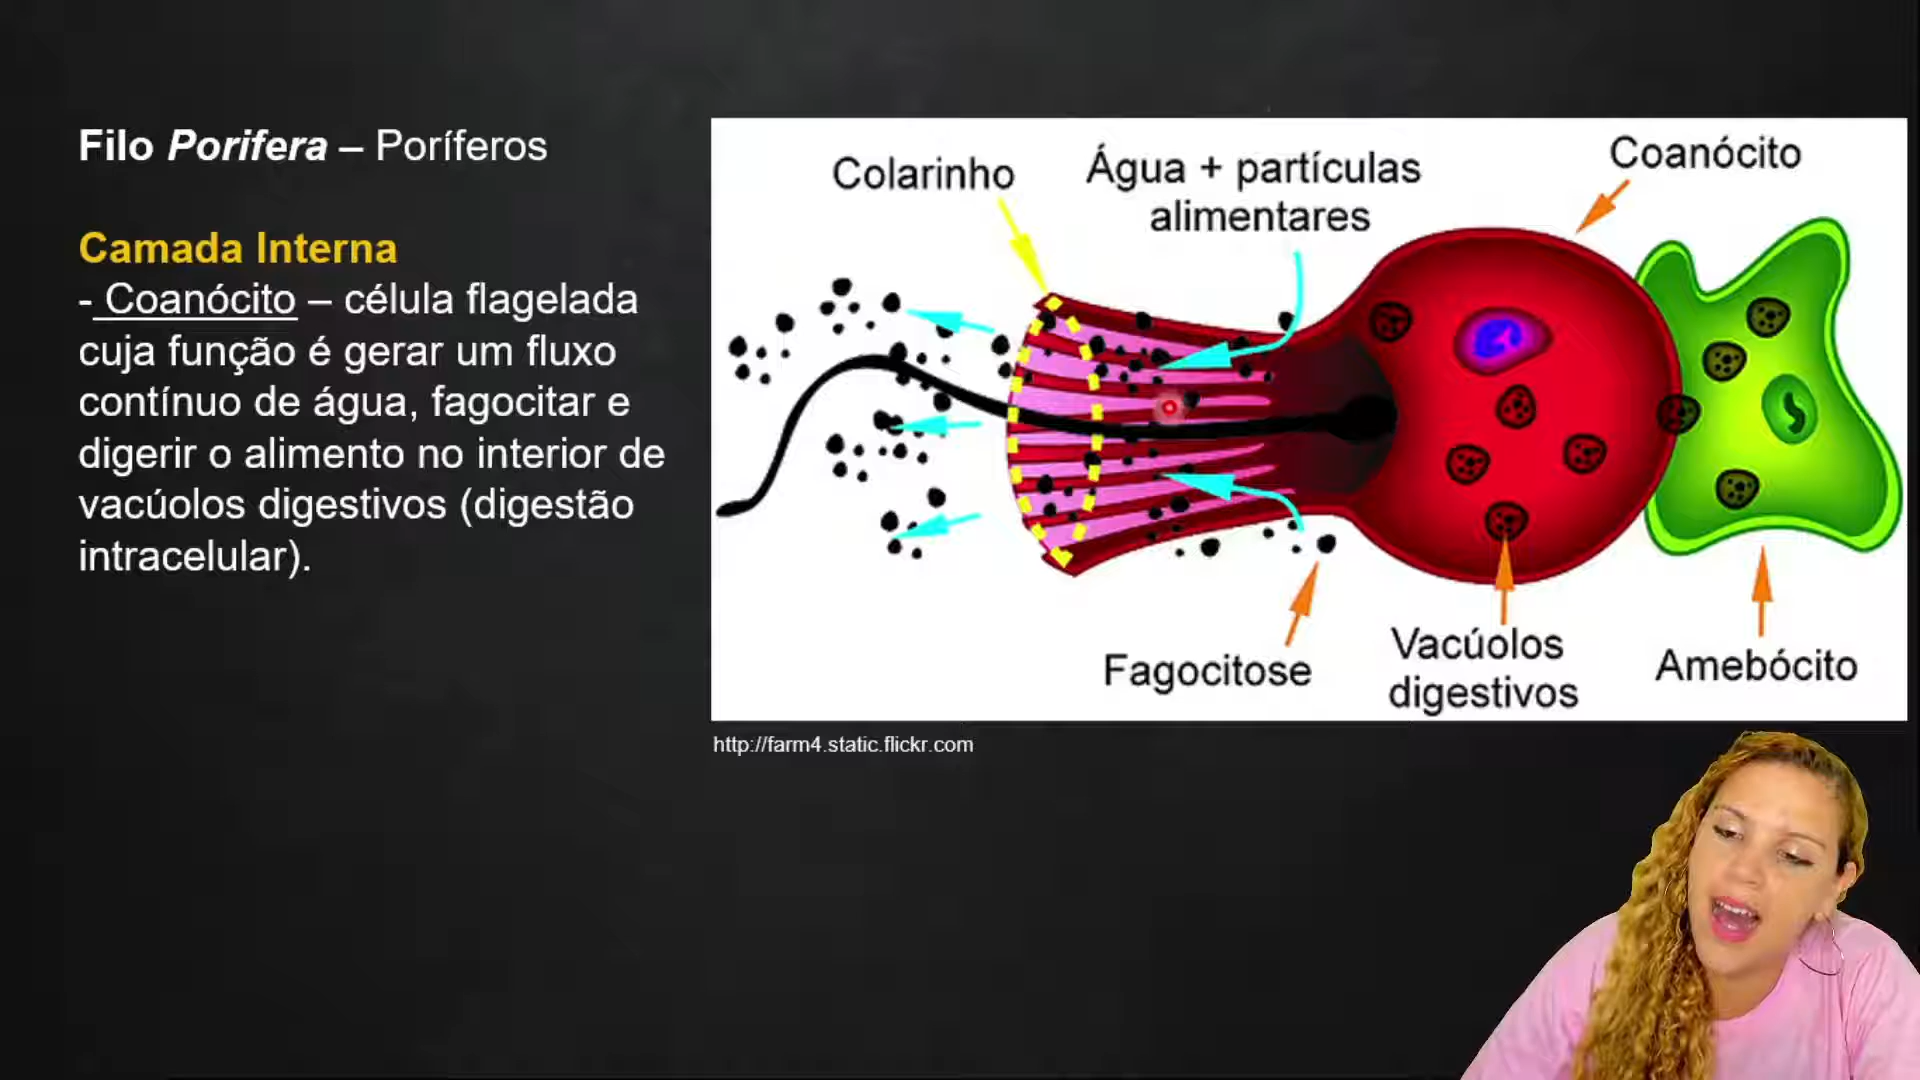 Filo Porifera – Poríferos
Camada Interna
- Coanócito – célula flagelada
cuja função é gerar um fluxo
contínuo de água, fagocitar e
digerir o alimento no interior de
vacúolos digestivos (digestão
intracelular).
Colarinho
Água + partículas
alimentares
Coanócito
Fagocitose
Vacúolos
digestivos
Amebócito
http://farm4.static.flickr.com